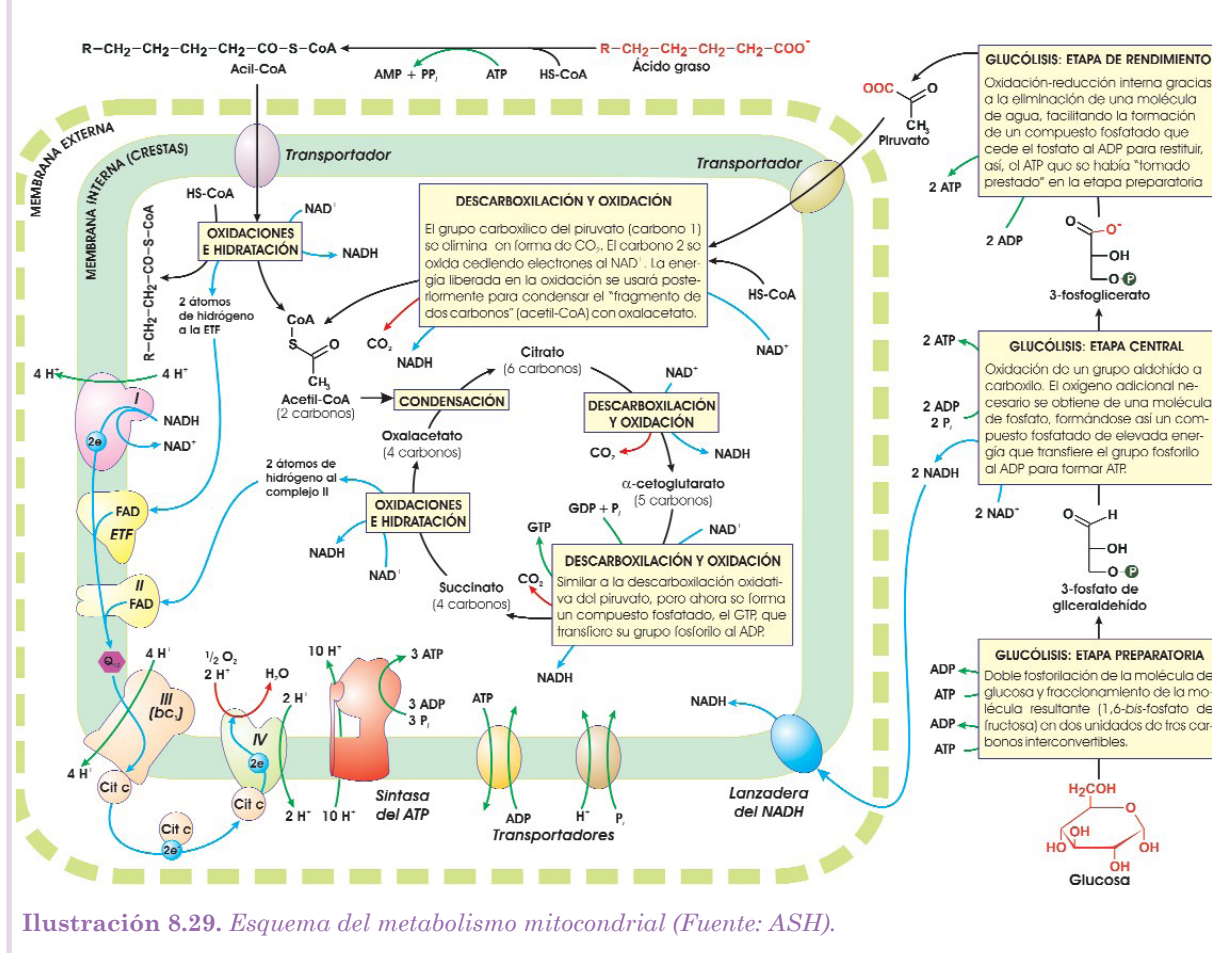 R–CH₂–CH₂–CH₂–CH₂–CO–S–CoA
Acil-CoA
AMP + PPᵢ
ATP
HS-CoA
R–CH₂–CH₂–CH₂–CH₂–COO⁻
Ácido graso
MEMBRANA EXTERNA
MEMBRANA INTERNA (CRESTAS)
Transportador
HS-CoA
NAD⁺
OXIDACIONES
E HIDRATACIÓN
NADH
R–CH₂–CH₂–CO–S–CoA
2 átomos
de hidrógeno
a la ETF
DESCARBOXILACIÓN Y OXIDACIÓN
El grupo carboxílico del piruvato (carbono 1)
se elimina en forma de CO₂. El carbono 2 se
oxida cediendo electrones al NAD⁺. La ener-
gía liberada en la oxidación se usará poste-
riormente para condensar el "fragmento de
dos carbonos" (acetil-CoA) con oxalacetato.
Transportador
OOC
O
CH₃
Piruvato
HS-CoA
NAD⁺
CO₂
NADH
CoA
S
O
CH₃
Acetil-CoA
(2 carbonos)
CONDENSACIÓN
Citrato
(6 carbonos)
NAD⁺
DESCARBOXILACIÓN
Y OXIDACIÓN
CO₂
NADH
α-cetoglutarato
(5 carbonos)
GDP + Pᵢ
GTP
NAD⁺
CO₂
DESCARBOXILACIÓN Y OXIDACIÓN
Similar a la descarboxilación oxidati-
va del piruvato, pero ahora se forma
un compuesto fosfatado, el GTP, que
transfiere su grupo fosforilo al ADP.
NADH
Succinato
(4 carbonos)
OXIDACIONES
E HIDRATACIÓN
NADH
NAD⁺
2 átomos de
hidrógeno al
complejo II
Oxalacetato
(4 carbonos)
4 H⁺
4 H⁺
I
NADH
2e
NAD⁺
FAD
ETF
II
FAD
Q₁₀
4 H⁺
III
(bc₁)
4 H⁺
Cit c
Cit c
2e⁻
Cit c
½ O₂
2 H⁺
H₂O
2 H⁺
IV
2e⁻
2 H⁺
10 H⁺
3 ATP
3 ADP
3 Pᵢ
10 H⁺
Sintasa
del ATP
ATP
ADP
H⁺
Pᵢ
Transportadores
NADH
Lanzadera
del NADH
GLUCÓLISIS: ETAPA DE RENDIMIENTO
Oxidación-reducción interna gracias
a la eliminación de una molécula
de agua, facilitando la formación
de un compuesto fosfatado que
cede el fosfato al ADP para restituir,
así, el ATP que se había "tomado
prestado" en la etapa preparatoria
2 ATP
2 ADP
O
O⁻
OH
O
P
3-fosfoglicerato
GLUCÓLISIS: ETAPA CENTRAL
Oxidación de un grupo aldehído a
carboxilo. El oxígeno adicional ne-
cesario se obtiene de una molécula
de fosfato, formándose así un com-
puesto fosfatado de elevada ener-
gía que transfiere el grupo fosforilo
al ADP para formar ATP.
2 ATP
2 ADP
2 Pᵢ
2 NADH
2 NAD⁺
O
H
OH
O
P
3-fosfato de
gliceraldehído
GLUCÓLISIS: ETAPA PREPARATORIA
Doble fosforilación de la molécula de
glucosa y fraccionamiento de la mo-
lécula resultante (1,6-bis-fosfato de
fructosa) en dos unidades de tres car-
bonos interconvertibles.
ADP
ATP
ADP
ATP
H₂COH
O
OH
HO
OH
OH
Glucosa
Ilustración 8.29. Esquema del metabolismo mitocondrial (Fuente: ASH).